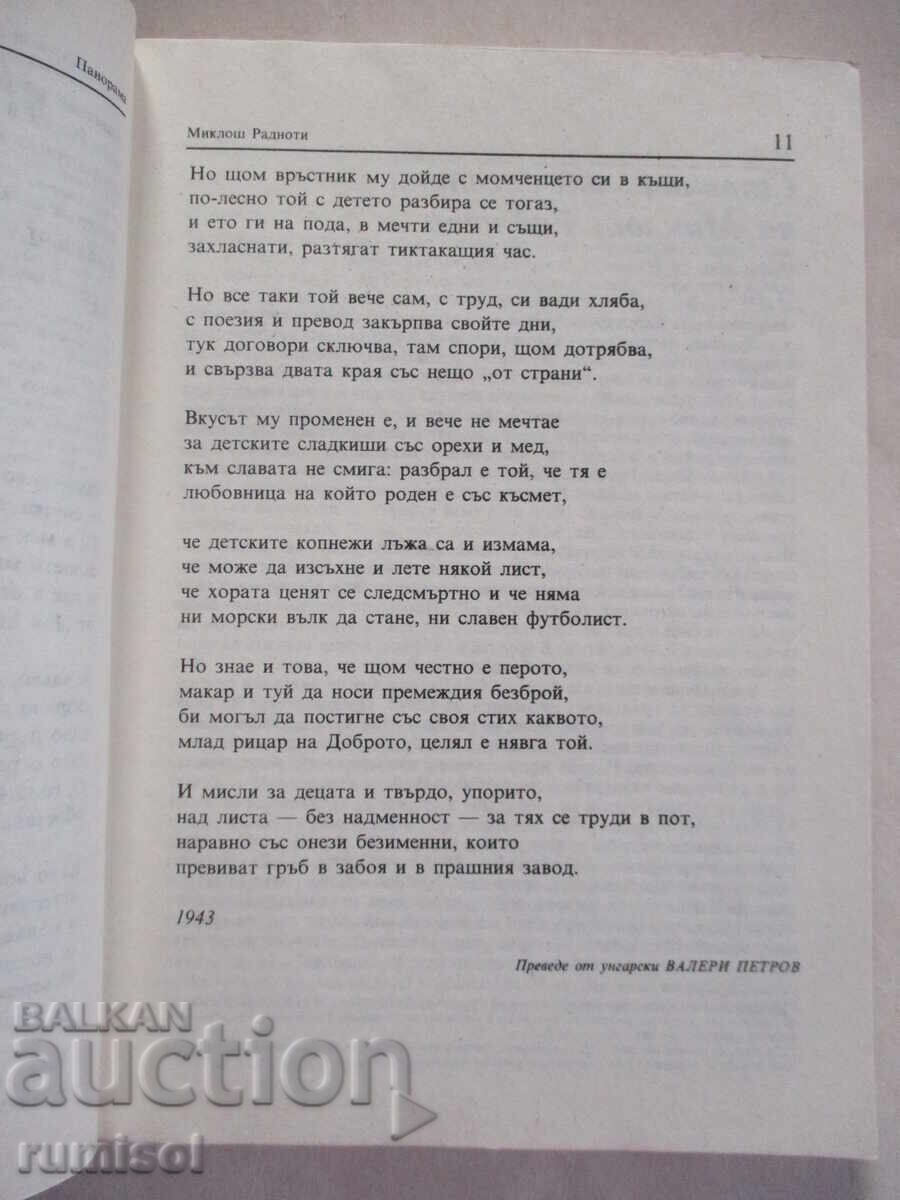 Панорама
Миклош Радноти
11
Но щом връстник му дойде с момченцето си в къщи,
по-лесно той с детето разбира се тогаз,
и ето ги на пода, в мечти едни и същи,
захласнати, разтягат тиктакащия час.
Но все таки той вече сам, с труд, си вади хляба,
с поезия и превод закърпва свойте дни,
тук договори сключва, там спори, щом дотрябва,
и свързва двата края със нещо „от страни“.
Вкусът му променен е, и вече не мечтае
за детските сладкиши със орехи и мед,
към славата не смига: разбрал е той, че тя е
любовница на който роден е със късмет,
че детските копнежи лъжа са и измама,
че може да изсъхне и лете някой лист,
че хората ценят се следсмъртно и че няма
ни морски вълк да стане, ни славен футболист.
Но знае и това, че щом честно е перото,
макар и туй да носи премеждия безброй,
би могъл да постигне със своя стих каквото,
млад рицар на Доброто, целял е нявга той.
И мисли за децата и твърдо, упорито,
над листа — без надменност — за тях се труди в пот,
наравно със онези безименни, които
превиват гръб в забоя и в прашния завод.
1943
Преведе от унгарски ВАЛЕРИ ПЕТРОВ
BALKAN
auction
rumisol